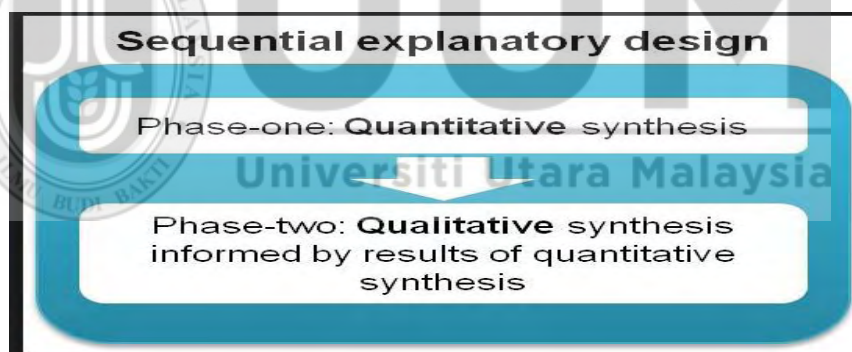 UUM
Sequential explanatory design
Phase-one: Quantitative synthesis
Universiti Utara Malaysia
BUDI BAKTI
Phase-two: Qualitative synthesis
informed by results of quantitative
synthesis